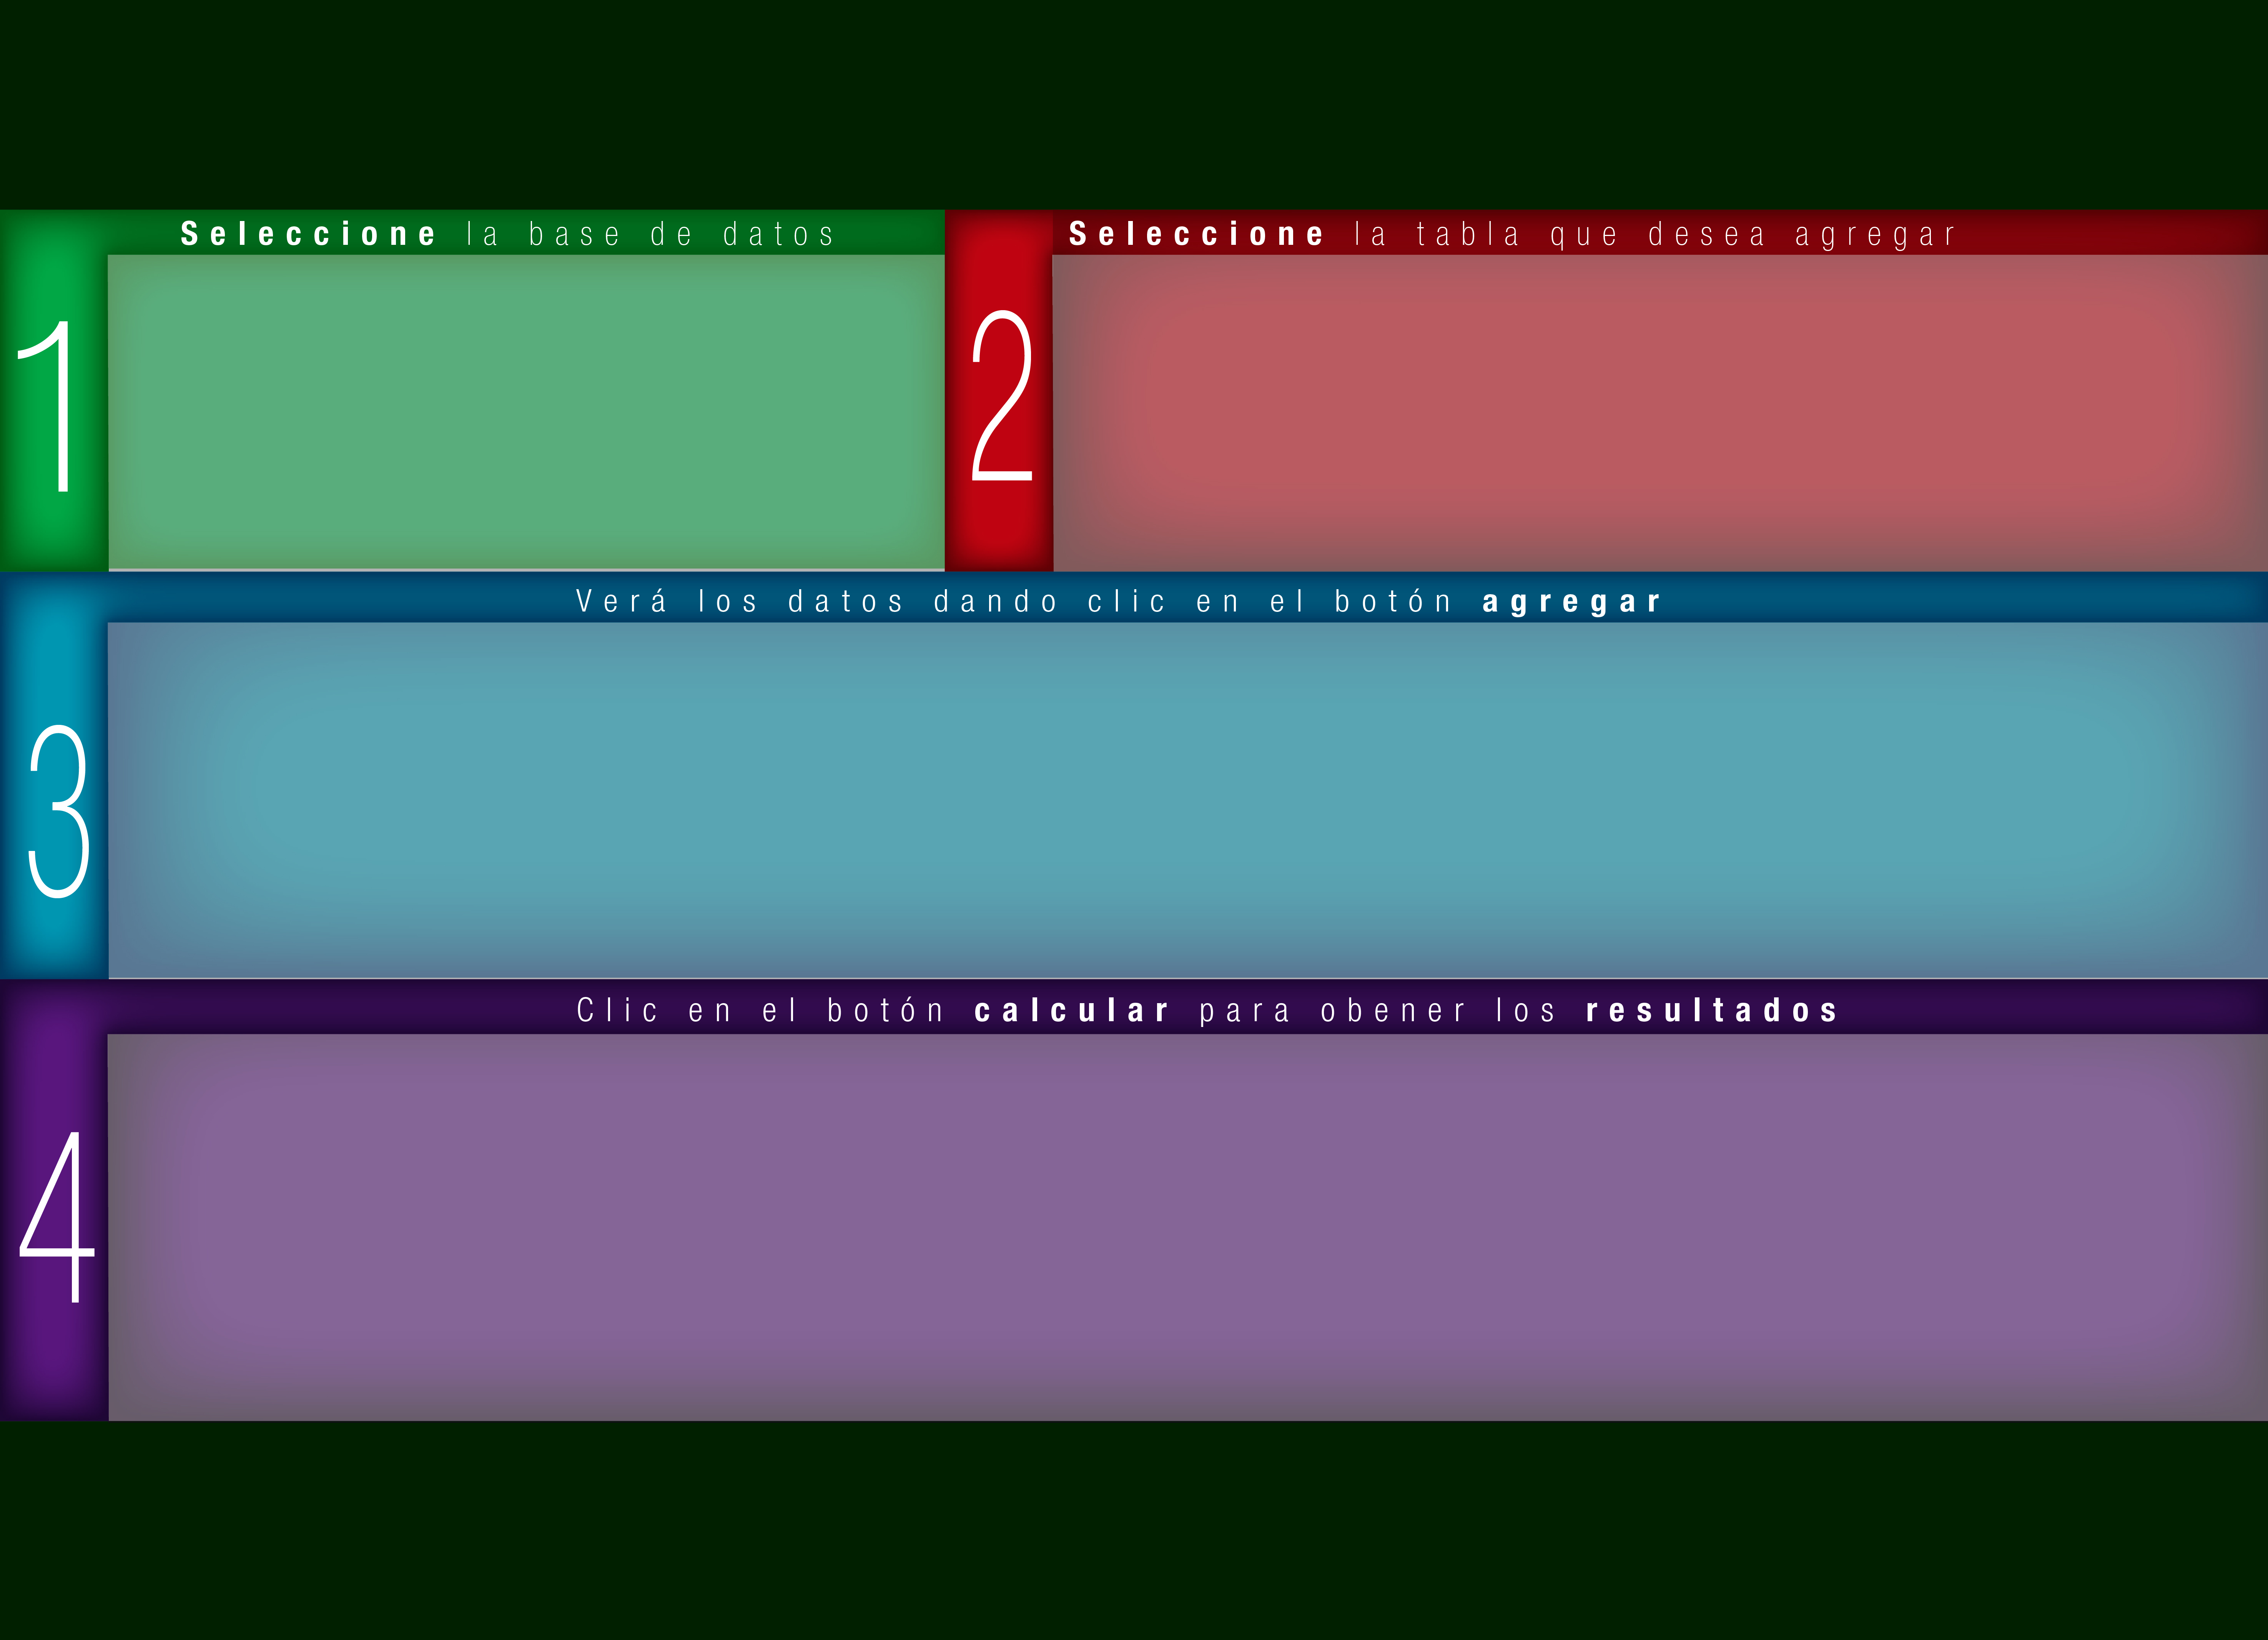 1
Seleccione la base de datos
2
Seleccione la tabla que desea agregar
3
Verá los datos dando clic en el botón agregar
4
Clic en el botón calcular para obener los resultados